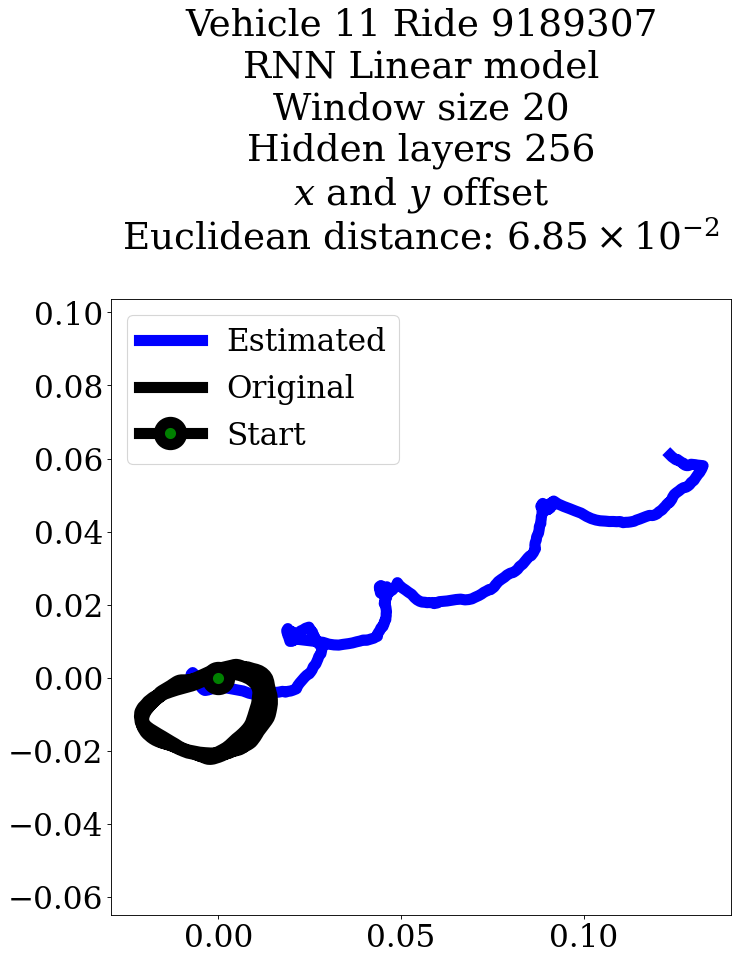 Vehicle 11 Ride 9189307
RNN Linear model
Window size 20
Hidden layers 256
x and y offset
Euclidean distance: 6.85 × 10⁻²
Estimated
Original
Start
0.10
0.08
0.06
0.04
0.02
0.00
−0.02
−0.04
−0.06
0.00 0.05 0.10